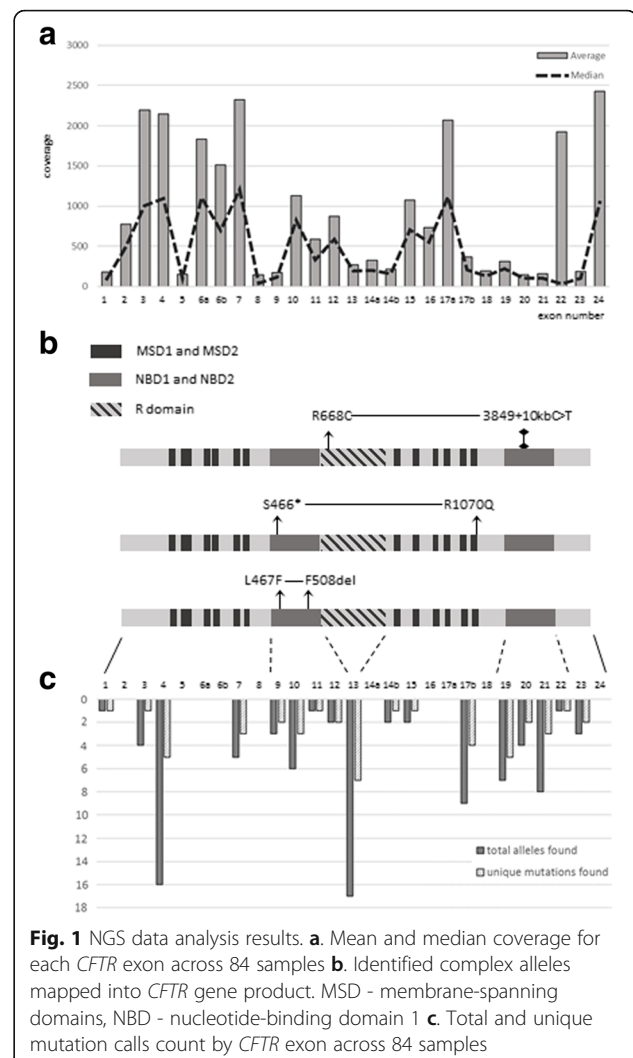 a
3000
2500
2000
1500
1000
500
0
coverage
Average
Median
1 2 3 4 5 6a 6b 7 8 9 10 11 12 13 14a 14b 15 16 17a 17b 18 19 20 21 22 23 24
exon number
b
MSD1 and MSD2
NBD1 and NBD2
R domain
R668C 3849+10kbC>T
S466* R1070Q
L467F F508del
c
1 2 3 4 5 6a 6b 7 8 9 10 11 12 13 14a 14b 15 16 17a 17b 18 19 20 21 22 23 24
0
2
4
6
8
10
12
14
16
18
total alleles found
unique mutations found
Fig. 1 NGS data analysis results. a. Mean and median coverage for
each CFTR exon across 84 samples b. Identified complex alleles
mapped into CFTR gene product. MSD - membrane-spanning
domains, NBD - nucleotide-binding domain 1 c. Total and unique
mutation calls count by CFTR exon across 84 samples